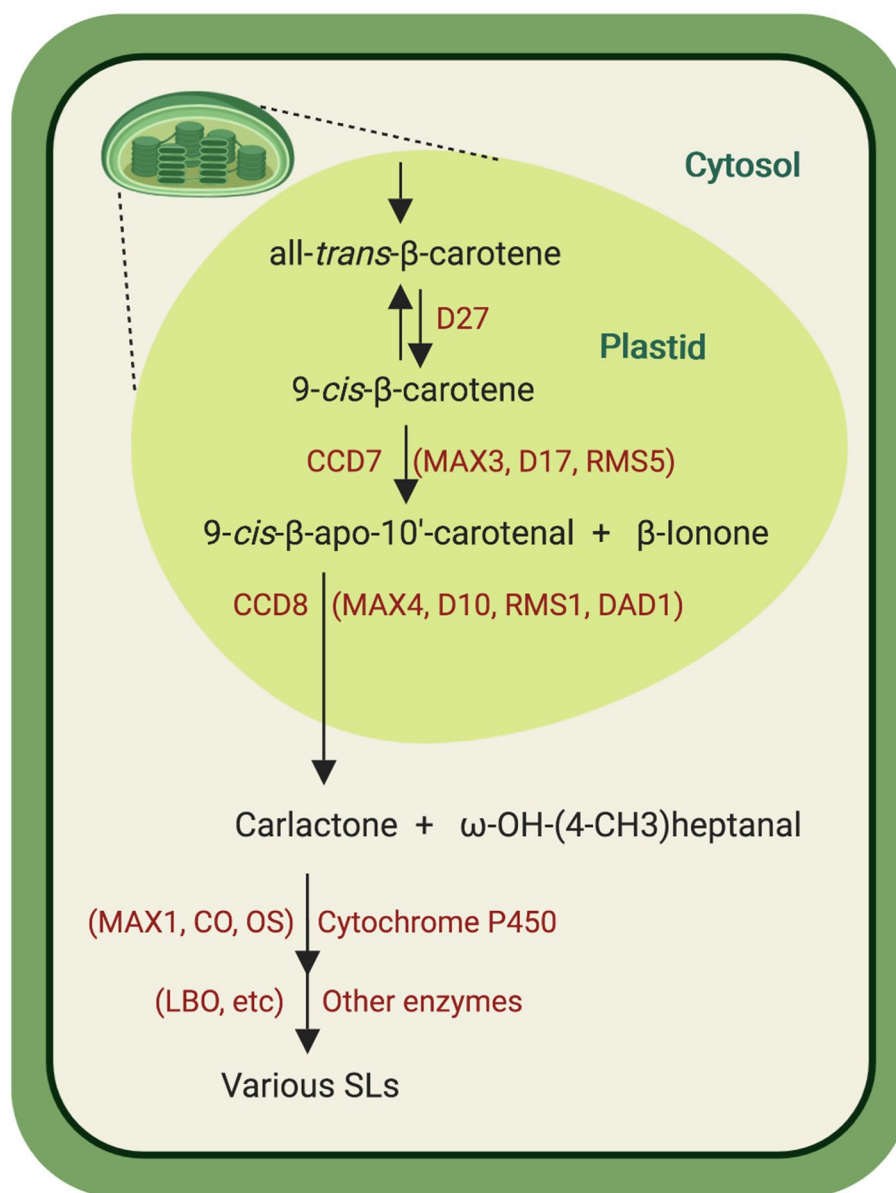 Cytosol
all-trans-β-carotene
D27
Plastid
9-cis-β-carotene
CCD7 (MAX3, D17, RMS5)
9-cis-β-apo-10'-carotenal + β-Ionone
CCD8 (MAX4, D10, RMS1, DAD1)
Carlactone + ω-OH-(4-CH3)heptanal
(MAX1, CO, OS) Cytochrome P450
(LBO, etc) Other enzymes
Various SLs